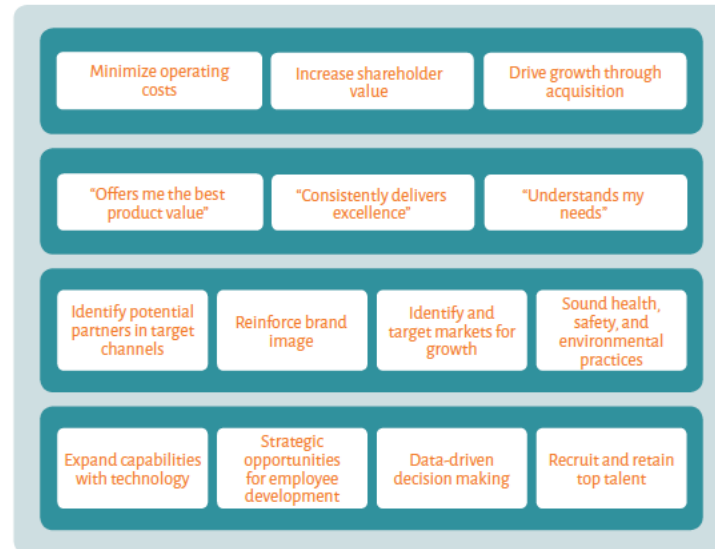 Minimize operating
costs
Increase shareholder
value
Drive growth through
acquisition
“Offers me the best
product value”
“Consistently delivers
excellence”
“Understands my
needs”
Identify potential
partners in target
channels
Reinforce brand
image
Identify and
target markets for
growth
Sound health,
safety, and
environmental
practices
Expand capabilities
with technology
Strategic
opportunities
for employee
development
Data-driven
decision making
Recruit and retain
top talent